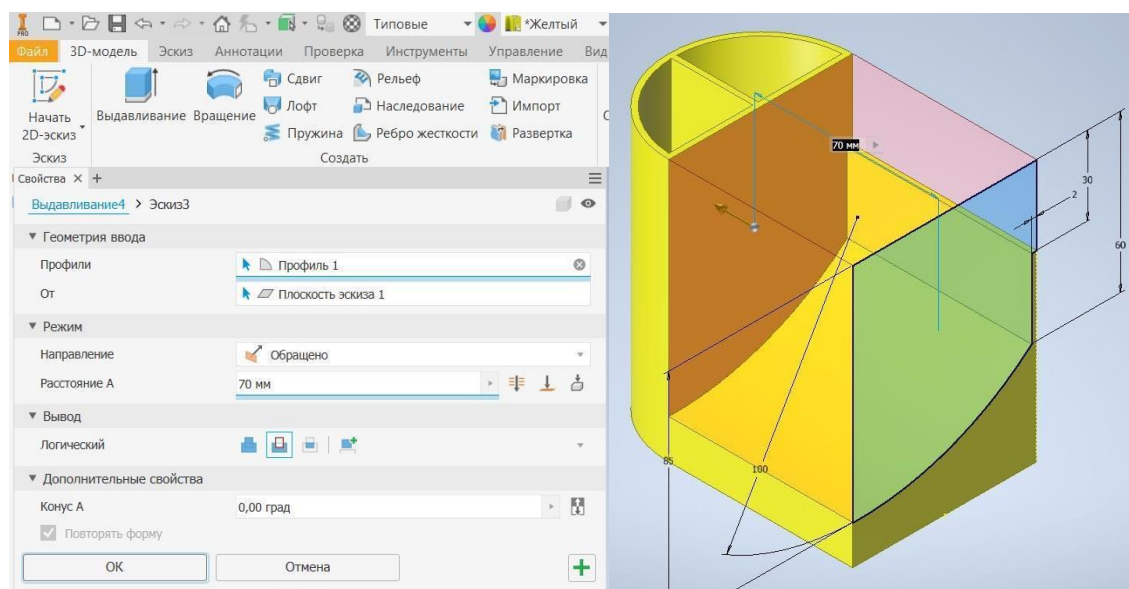 PRO
Типовые
*Желтый
Файл 3D-модель Эскиз Аннотации Проверка Инструменты Управление Вид
Начать 2D-эскиз
Выдавливание
Вращение
Сдвиг
Рельеф
Маркировка
Лофт
Наследование
Импорт
Пружина
Ребро жесткости
Развертка
Эскиз
Создать
Свойства × +
Выдавливание4 > Эскиз3
Геометрия ввода
Профили
Профиль 1
От
Плоскость эскиза 1
Режим
Направление
Обращено
Расстояние A
70 мм
Вывод
Логический
Дополнительные свойства
Конус A
0,00 град
Повторять форму
OK
Отмена
70 мм
30
2
60
85
100